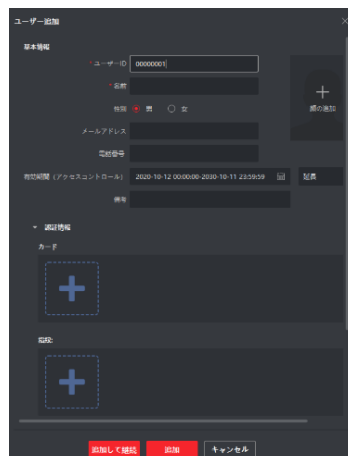 ユーザー追加
基本情報
* ユーザーID 00000001
* 名前
性別 男 女
顔の追加
メールアドレス
電話番号
有効期間（アクセスコントロール） 2020-10-12 00:00:00-2030-10-11 23:59:59 延長
備考
認証情報
カード
指紋:
追加して継続 追加 キャンセル